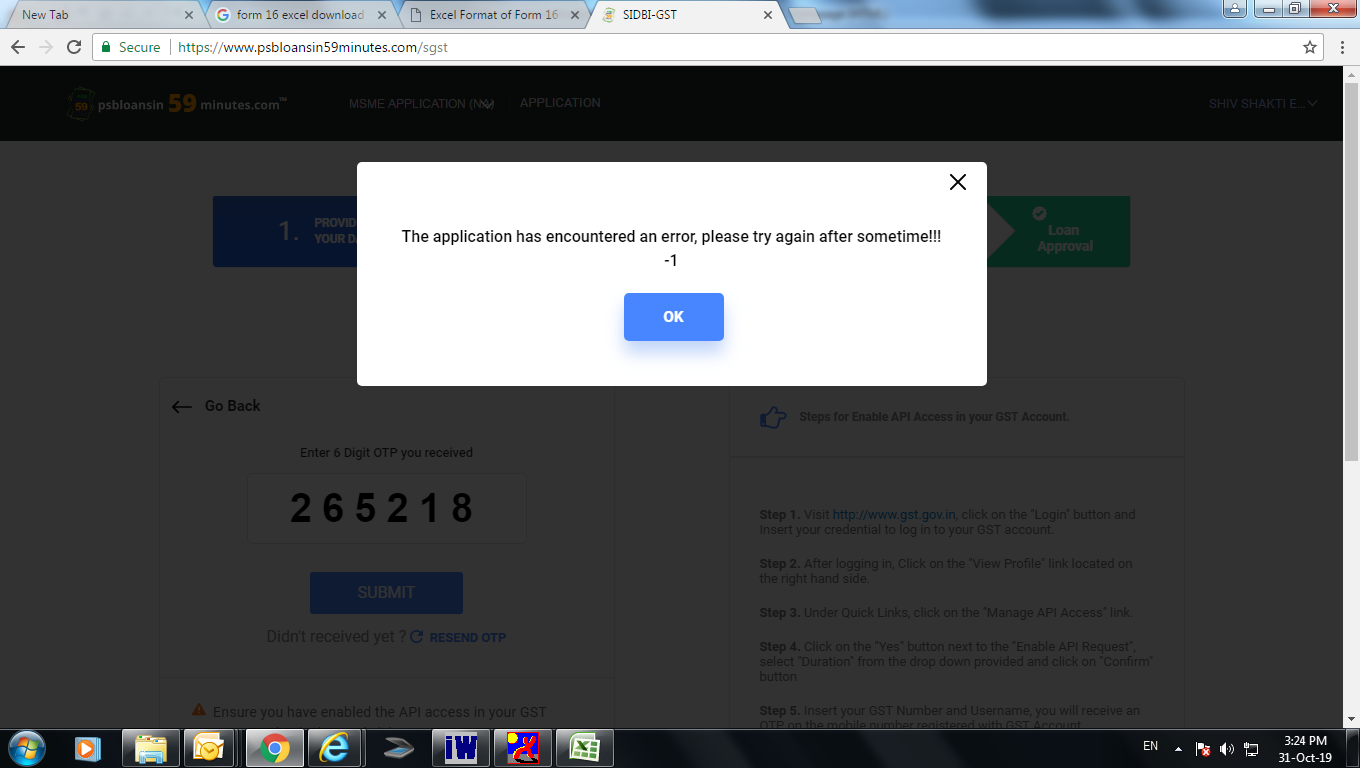 New Tab
form 16 excel download
Excel Format of Form 16
SIDBI-GST
Secure
https://www.psbloansin59minutes.com/sgst
59
psbloansin 59 minutes.com™
MSME APPLICATION
APPLICATION
SHIV SHAKTI E...
1.
PROVID
YOUR D
Loan
Approval
The application has encountered an error, please try again after sometime!!!
-1
OK
Go Back
Enter 6 Digit OTP you received
265218
SUBMIT
Didn't received yet ? RESEND OTP
Ensure you have enabled the API access in your GST
Steps for Enable API Access in your GST Account.
Step 1. Visit http://www.gst.gov.in, click on the "Login" button and
Insert your credential to log in to your GST account.
Step 2. After logging in, Click on the "View Profile" link located on
the right hand side.
Step 3. Under Quick Links, click on the "Manage API Access" link.
Step 4. Click on the "Yes" button next to the "Enable API Request",
select "Duration" from the drop down provided and click on "Confirm"
button
Step 5. Insert your GST Number and Username, you will receive an
OTP on the mobile number registered with GST Account
iW
EN
3:24 PM
31-Oct-19